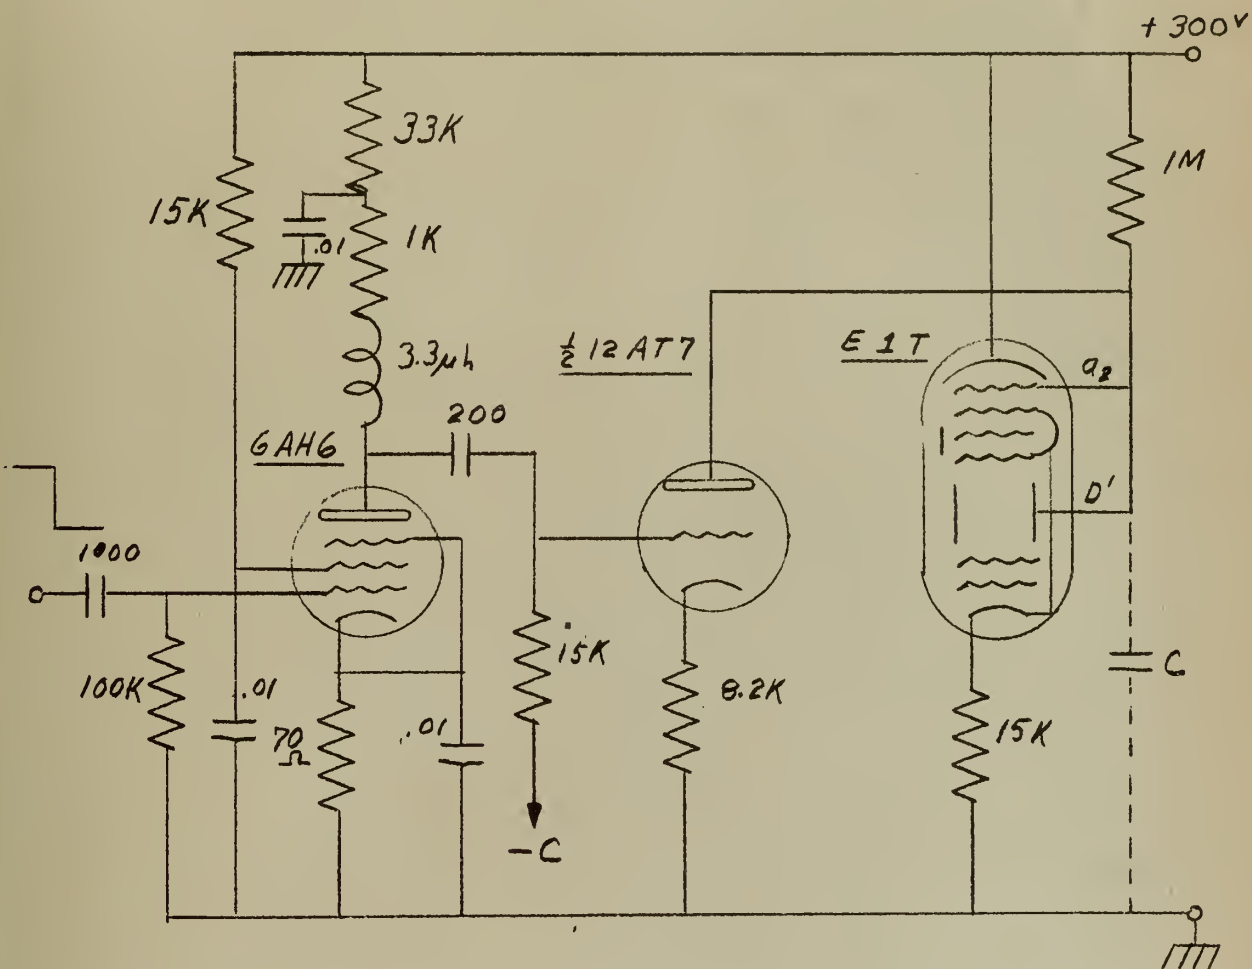 + 300V
33K
1M
15K
.01
1K
3.3μh
½ 12AT7
E1T
a2
200
6AH6
D'
1000
15K
C
100K
.01
8.2K
70
Ω
.01
15K
-C